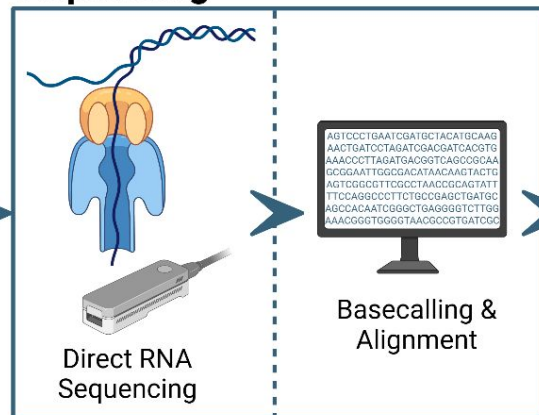 AGTCCCTGAATCGATGCTACATGCAAG
AACTGATCCTAGATCGACGATCACGTG
AAACCCTTAGATGACGGTCAGCCGCAA
GCGGAATTGGCGACATAACAAGTACTG
AGTCGGCGTTCGCCTAACCGCAGTATT
TTCCAGGCCCTTCTGCCGAGCTGATGC
AGCCACAATCGGGCTGAGGGGTCTTGG
AAACGGGTGGGGTAACGCCGTGATCGC
Direct RNA
Sequencing
Basecalling &
Alignment